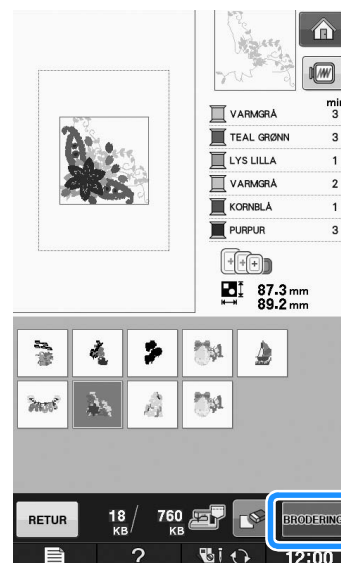 min
VARMGRÅ 3
TEAL GRØNN 3
LYS LILLA 1
VARMGRÅ 2
KORNBLÅ 1
PURPUR 3
87.3 mm
89.2 mm
RETUR 18 KB / 760 KB BRODERING
? 12:00